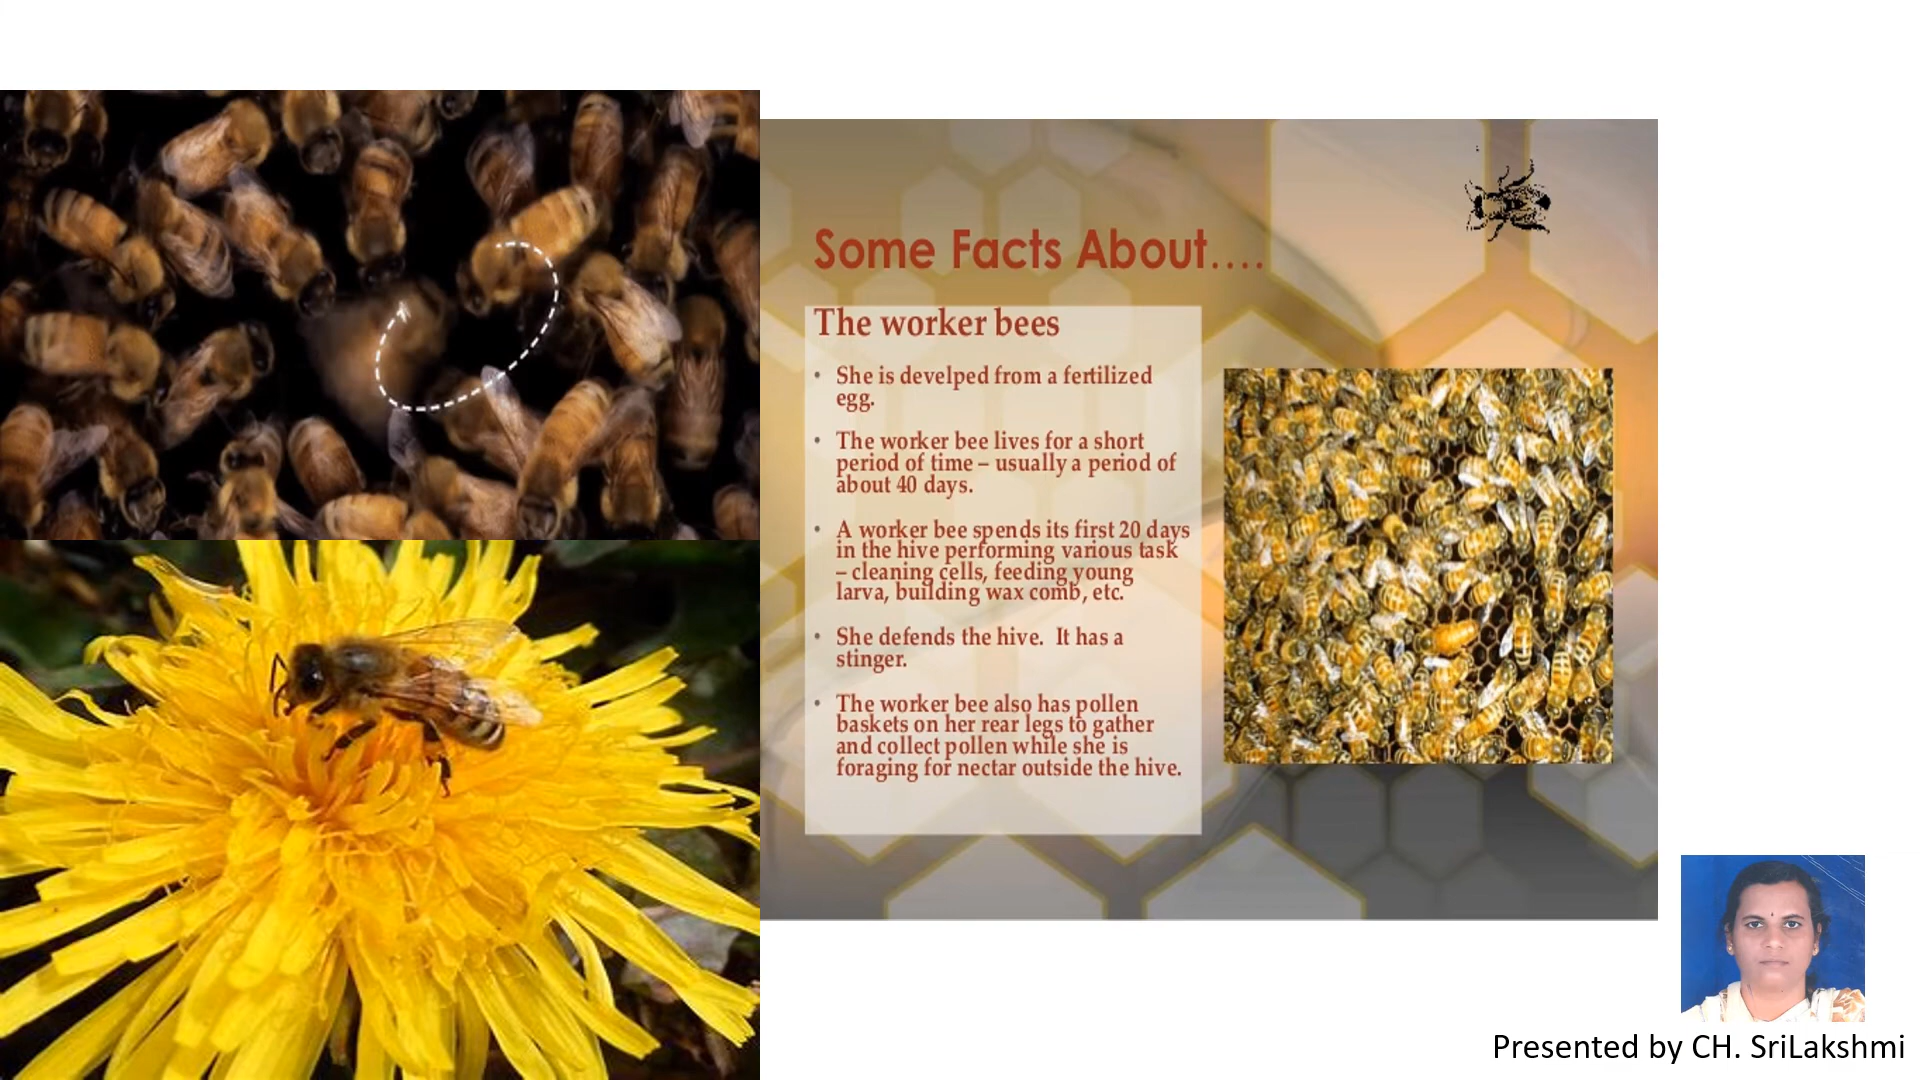 Some Facts About....
The worker bees
• She is develped from a fertilized
egg.
• The worker bee lives for a short
period of time – usually a period of
about 40 days.
• A worker bee spends its first 20 days
in the hive performing various task
– cleaning cells, feeding young
larva, building wax comb, etc.
• She defends the hive.  It has a
stinger.
• The worker bee also has pollen
baskets on her rear legs to gather
and collect pollen while she is
foraging for nectar outside the hive.
Presented by CH. SriLakshmi